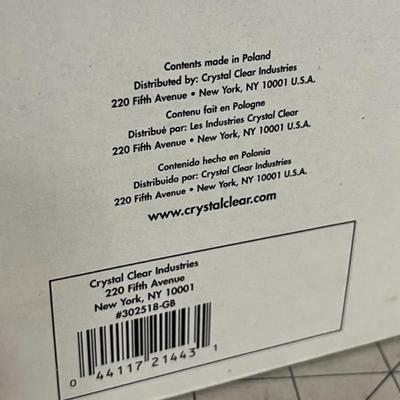 Contents made in Poland
Distributed by: Crystal Clear Industries
220 Fifth Avenue • New York, NY 10001 U.S.A.
Contenu fait en Pologne
Distribué par: Les Industries Crystal Clear
220 Fifth Avenue • New York, NY 10001 U.S.A.
Contenido hecho en Polonia
Distribuido por: Crystal Clear Industries
220 Fifth Avenue • New York, NY 10001 U.S.A.
www.crystalclear.com
Crystal Clear Industries
220 Fifth Avenue
New York, NY 10001
#302518-GB
0 44117 21443 1